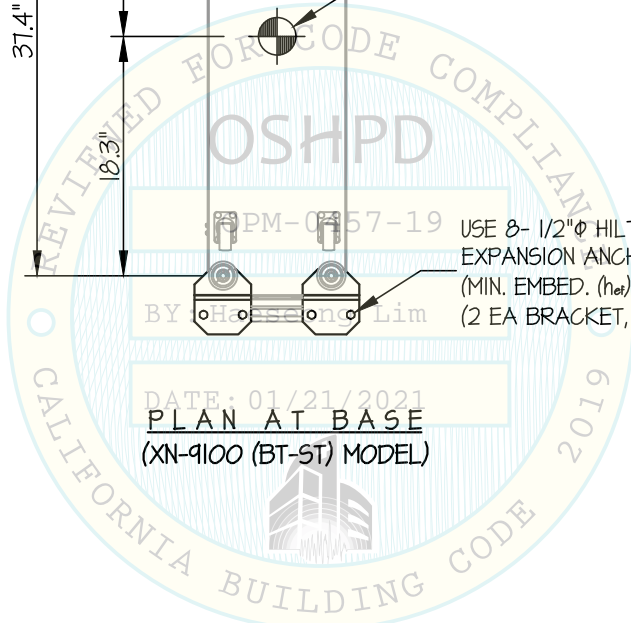 37.4"
18.3"
REVIEWED FOR CODE COMPLIANCE
OSHPD
OPM-0457-19
USE 8- 1/2"Φ HILT
EXPANSION ANCH
(MIN. EMBED. (hef)
(2 EA BRACKET,
BY: Haeseong Lim
DATE: 01/21/2021
PLAN AT BASE
(XN-9100 (BT-ST) MODEL)
CALIFORNIA BUILDING CODE 2019